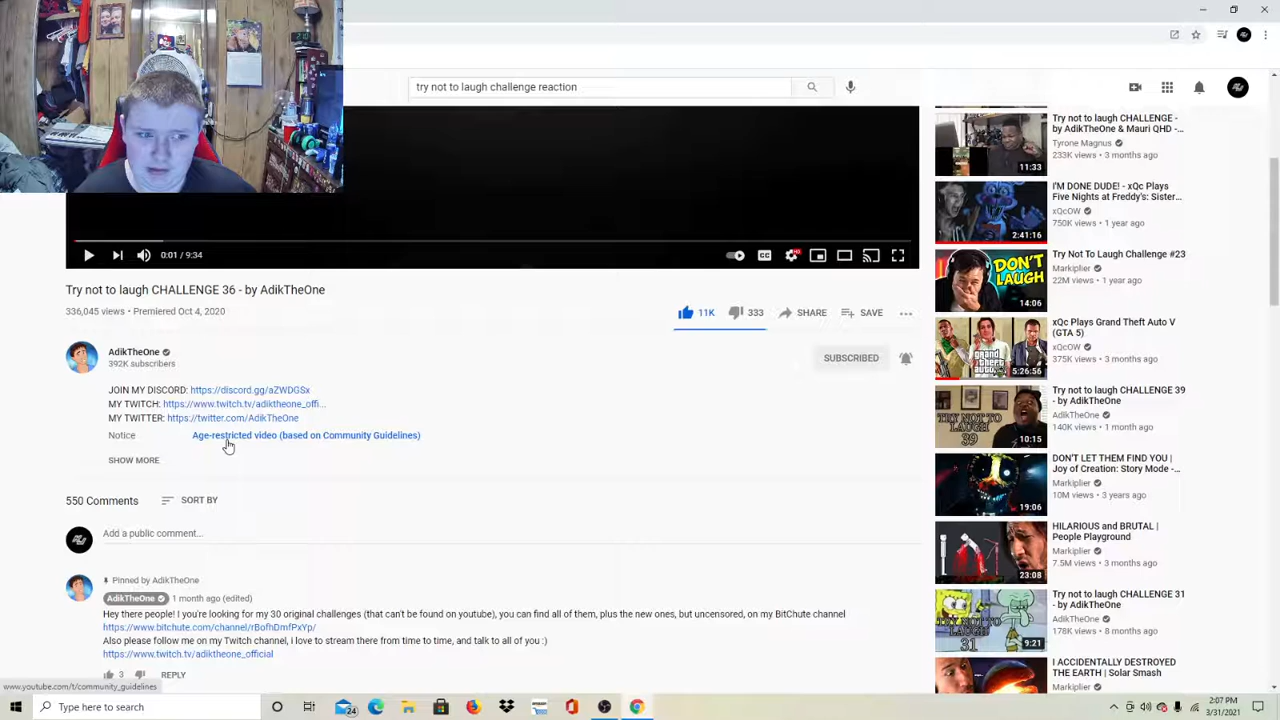 try not to laugh challenge reaction
0:01 / 9:34
Try not to laugh CHALLENGE 36 - by AdikTheOne
336,045 views • Premiered Oct 4, 2020
11K
333
SHARE
SAVE
AdikTheOne
392K subscribers
SUBSCRIBED
JOIN MY DISCORD: https://discord.gg/aZWDGSx
MY TWITCH: https://www.twitch.tv/adiktheone_offi...
MY TWITTER: https://twitter.com/AdikTheOne
Notice
Age-restricted video (based on Community Guidelines)
SHOW MORE
550 Comments
SORT BY
Add a public comment...
Pinned by AdikTheOne
AdikTheOne
1 month ago (edited)
Hey there people! I you're looking for my 30 original challenges (that can't be found on youtube), you can find all of them, plus the new ones, but uncensored, on my BitChute channel
https://www.bitchute.com/channel/rBofhDmfPxYp/
Also please follow me on my Twitch channel, i love to stream there from time to time, and talk to all of you :)
https://www.twitch.tv/adiktheone_official
3
REPLY
Try not to laugh CHALLENGE -
by AdikTheOne & Mauri QHD -...
Tyrone Magnus
233K views • 3 months ago
11:33
I'M DONE DUDE! - xQc Plays
Five Nights at Freddy's: Sister...
xQcOW
750K views • 1 year ago
2:41:16
Try Not To Laugh Challenge #23
Markiplier
22M views • 1 year ago
DON'T
LAUGH
14:06
xQc Plays Grand Theft Auto V
(GTA 5)
xQcOW
375K views • 3 months ago
5:26:56
Try not to laugh CHALLENGE 39
- by AdikTheOne
AdikTheOne
140K views • 1 month ago
TRY NOT TO
LAUGH
39
10:15
DON'T LET THEM FIND YOU |
Joy of Creation: Story Mode -...
Markiplier
10M views • 3 years ago
19:06
HILARIOUS and BRUTAL |
People Playground
Markiplier
7.5M views • 3 months ago
23:08
Try not to laugh CHALLENGE 31
- by AdikTheOne
AdikTheOne
178K views • 8 months ago
TRY NOT TO
LAUGH
31
9:21
I ACCIDENTALLY DESTROYED
THE EARTH | Solar Smash
Markiplier
www.youtube.com/t/community_guidelines
Type here to search
24
2:07 PM
3/31/2021